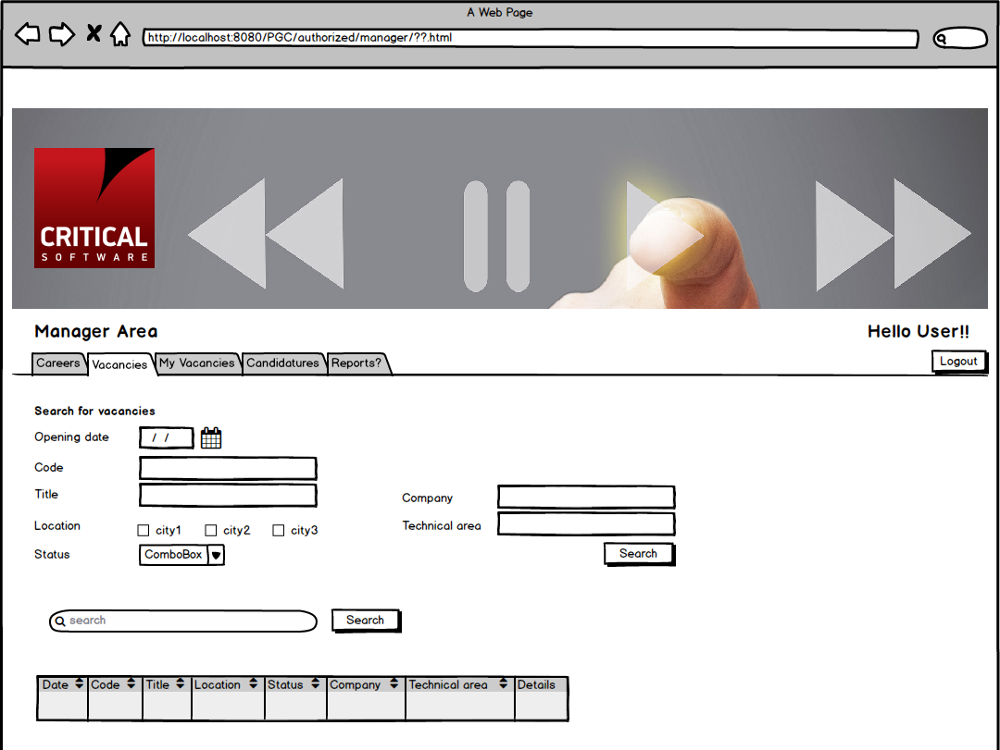 A Web Page
http://localhost:8080/PGC/authorized/manager/??.html
CRITICAL
SOFTWARE
Manager Area
Hello User!!
Careers
Vacancies
My Vacancies
Candidatures
Reports?
Logout
Search for vacancies
Opening date
/ /
Code
Title
Company
Location
city1
city2
city3
Technical area
Status
ComboBox
Search
search
Search
Date
Code
Title
Location
Status
Company
Technical area
Details